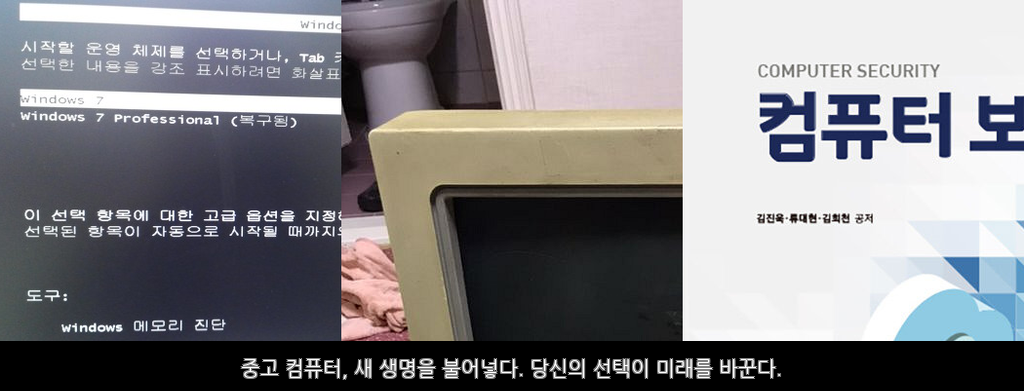 Windo
시작할 운영 체제를 선택하거나, Tab
선택한 내용을 강조 표시하려면 화살표
Windows 7
Windows 7 Professional (복구됨)
이 선택 항목에 대한 고급 옵션을 지정
선택된 항목이 자동으로 시작될 때까지
도구:
Windows 메모리 진단
COMPUTER SECURITY
컴퓨터 보
김진욱·류대현·김희천 공저
중고 컴퓨터, 새 생명을 불어넣다. 당신의 선택이 미래를 바꾼다.